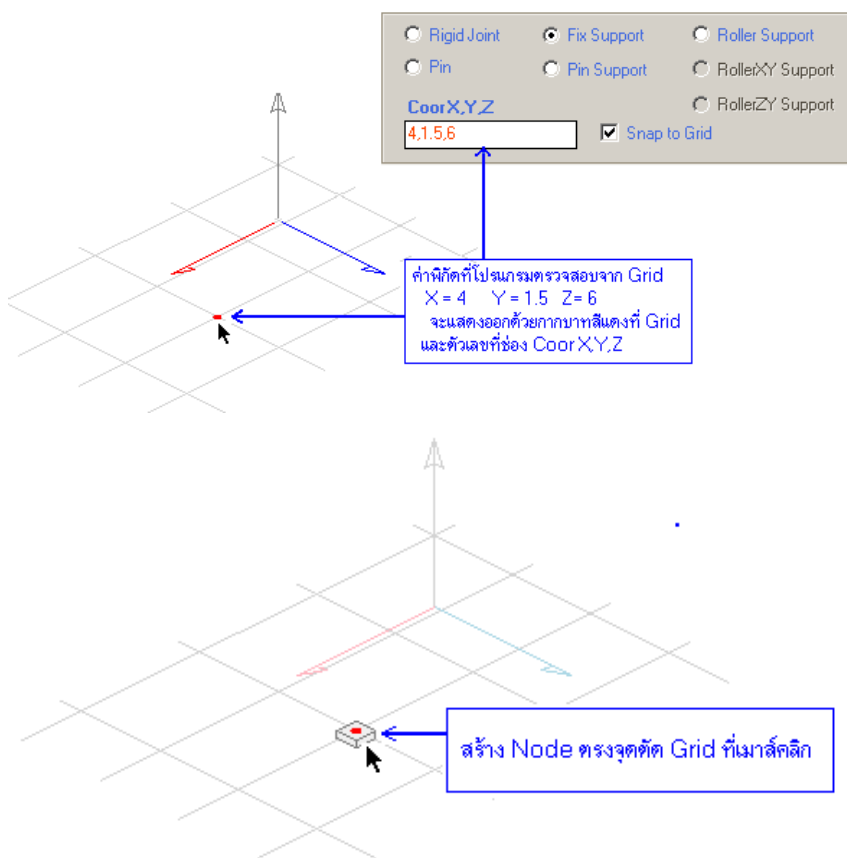 Rigid Joint Fix Support Roller Support
Pin Pin Support RollerXY Support
CoorX,Y,Z RollerZY Support
4,1.5,6 Snap to Grid
ค่าพิกัดที่โปรแกรมตรวจสอบจาก Grid
X = 4 Y = 1.5 Z= 6
จะแสดงออกด้วยกากบาทสีแดงที่ Grid
และตัวเลขที่ช่อง Coor X,Y,Z
สร้าง Node ตรงจุดตัด Grid ที่เมาส์คลิก